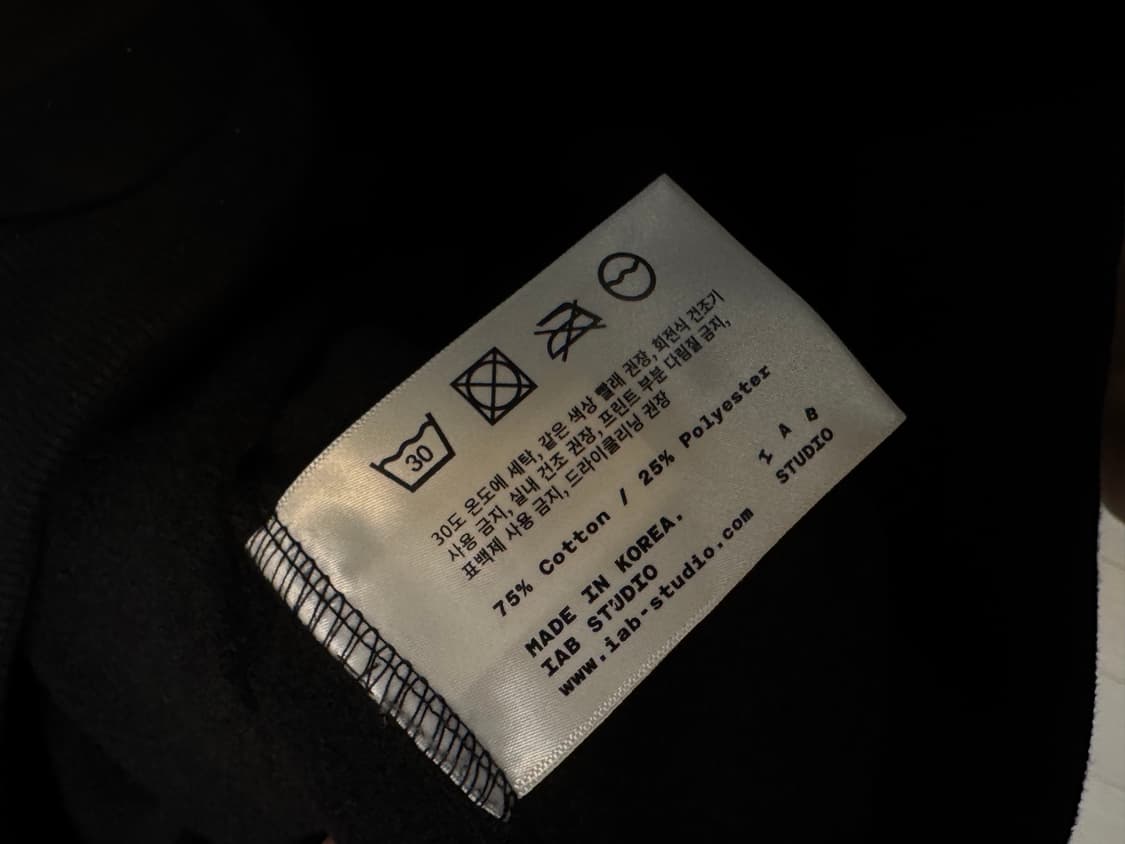 30
30도 온도에 세탁, 같은 색상 빨래 권장, 회전식 건조기
사용 금지, 실내 건조 권장, 프린트 부분 다림질 금지,
표백제 사용 금지, 드라이클리닝 권장
75% Cotton / 25% Polyester
MADE IN KOREA.
IAB STUDIO
www.iab-studio.com
I A B
STUDIO